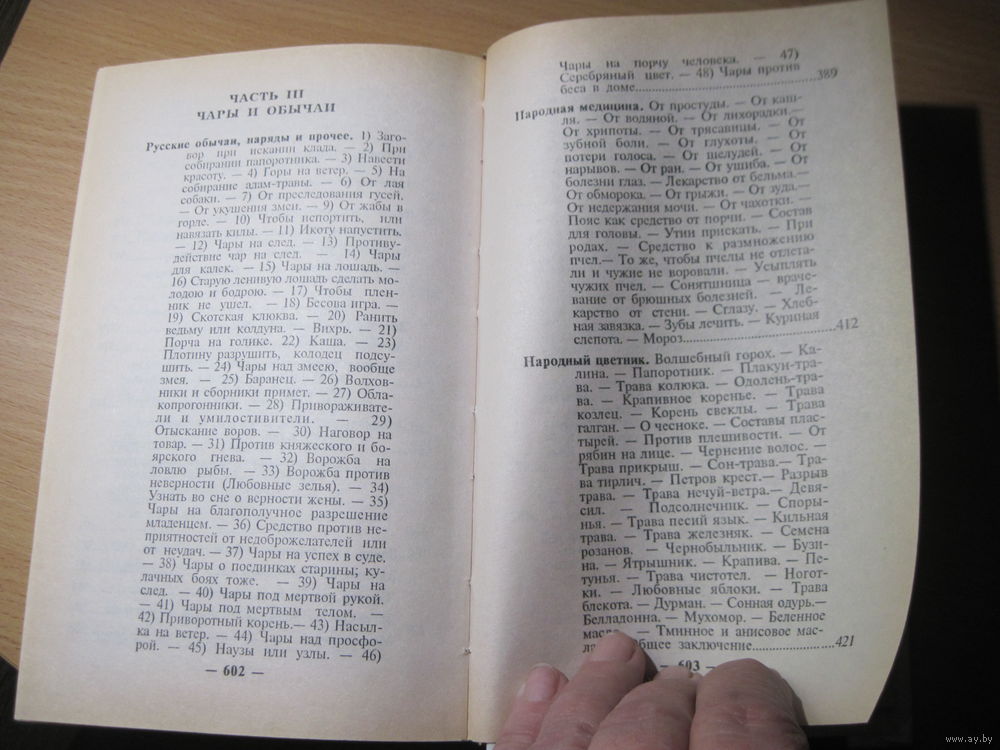 ЧАСТЬ III
ЧАРЫ И ОБЫЧАИ
Русские обычаи, наряды и прочее. 1) Заго-
вор при искании клада. — 2) При
собирании папоротника. — 3) Навести
красоту. — 4) Горы на ветер. — 5) На
собирание адам-травы. — 6) От лая
собаки. — 7) От преследования гусей.
— От укушения змеи. — 9) От жабы в
горле. — 10) Чтобы испортить, или
навязать килы. — 11) Икоту напустить.
— 12) Чары на след. — 13) Противу-
действие чар на след. — 14) Чары
для калек. — 15) Чары на лошадь. —
16) Старую ленивую лошадь сделать мо-
лодою и бодрою. — 17) Чтобы плен-
ник не ушел. — 18) Бесова игра. —
19) Скотская клюква. — 20) Ранить
ведьму или колдуна. — Вихрь. — 21)
Порча на голике. 22) Каша. — 23)
Плотину разрушить, колодец подсу-
шить. — 24) Чары над змеею, вообще
змея. — 25) Баранец. — 26) Волхов-
ники и сборники примет. — 27) Обла-
копрогонники. — 28) Привораживате-
ли и умилостивители. — 29)
Отыскание воров. — 30) Наговор на
товар. — 31) Против княжеского и бо-
ярского гнева. — 32) Ворожба на
ловлю рыбы. — 33) Ворожба против
неверности (Любовные зелья). — 34)
Узнать во сне о верности жены. — 35)
Чары на благополучное разрешение
младенцем. — 36) Средство против не-
приятностей от недоброжелателей или
от неудач. — 37) Чары на успех в суде.
— 38) Чары о поединках старины; ку-
лачных боях тоже. — 39) Чары на
след. — 40) Чары под мертвой рукой.
— 41) Чары под мертвым телом. —
42) Приворотный корень.— 43) Насыл-
ка на ветер. — 44) Чары над просфо-
рой. — 45) Наузы или узлы. — 46)
— 602 —
Чары на порчу человека. — 47)
Серебряный цвет. — 48) Чары против
беса в доме....................389
Народная медицина. От простуды. — От каш-
ля. — От водяной. — От лихорадки.—
От хрипоты. — От трясавицы. — От
зубной боли. — От глухоты. — От
потери голоса. — От шелудей. — От
нарывов. — От ран. — От ушиба. — От
болезни глаз. — Лекарство от бельма.—
От обморока. — От грыжи. — От зуда.—
От недержания мочи. — От чахотки. —
Пояс как средство от порчи. — Состав
для головы. — Утин прискать. — При
родах. — Средство к размножению
пчел.— То же, чтобы пчелы не отлета-
ли и чужие не воровали. — Усыплять
чужих пчел. — Сонятшница — враче-
вание от брюшных болезней. — Ле-
карство от стени. — Сглазу. — Хлеб-
ная завязка. — Зубы лечить. — Куриная
слепота. — Мороз....................412
Народный цветник. Волшебный горох. — Ка-
лина. — Папоротник. — Плакун-тра-
ва. — Трава колюка. — Одолень-тра-
ва. — Крапивное коренье. — Трава
козлец. — Корень свеклы. — Трава
галган. — О чесноке. — Составы плас-
тырей. — Против плешивости. — От
рябин на лице. — Чернение волос. —
Трава прикрыш. — Сон-трава.— Тра-
ва тирлич. — Петров крест.— Разрыв
трава. — Трава нечуй-ветра.— Девя-
сил. — Подсолнечник. — Споры-
нья. — Трава песий язык. — Кильная
трава. — Трава железняк. — Семена
розанов. — Чернобыльник. — Бузи-
на. — Ятрышник. — Крапива. — Пе-
тунья. — Трава чистотел. — Ногот-
ки. — Любовные яблоки. — Трава
блекота. — Дурман. — Сонная одурь.—
Белладонна. — Мухомор. — Беленное
— Тминное и анисовое мас-
заключение....................421
— 603 —
www.ay.by